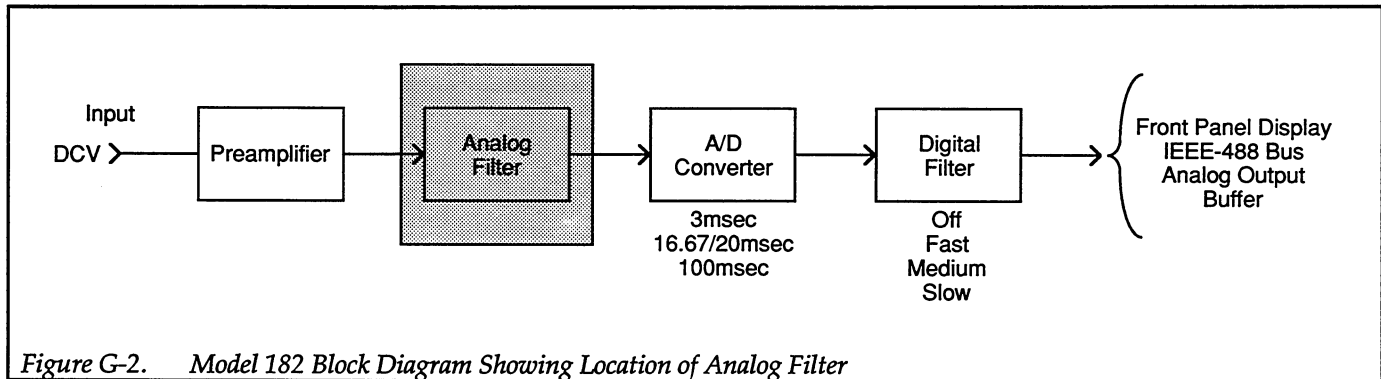 Input
DCV
Preamplifier
Analog
Filter
A/D
Converter
3msec
16.67/20msec
100msec
Digital
Filter
Off
Fast
Medium
Slow
Front Panel Display
IEEE-488 Bus
Analog Output
Buffer
Figure G-2. Model 182 Block Diagram Showing Location of Analog Filter